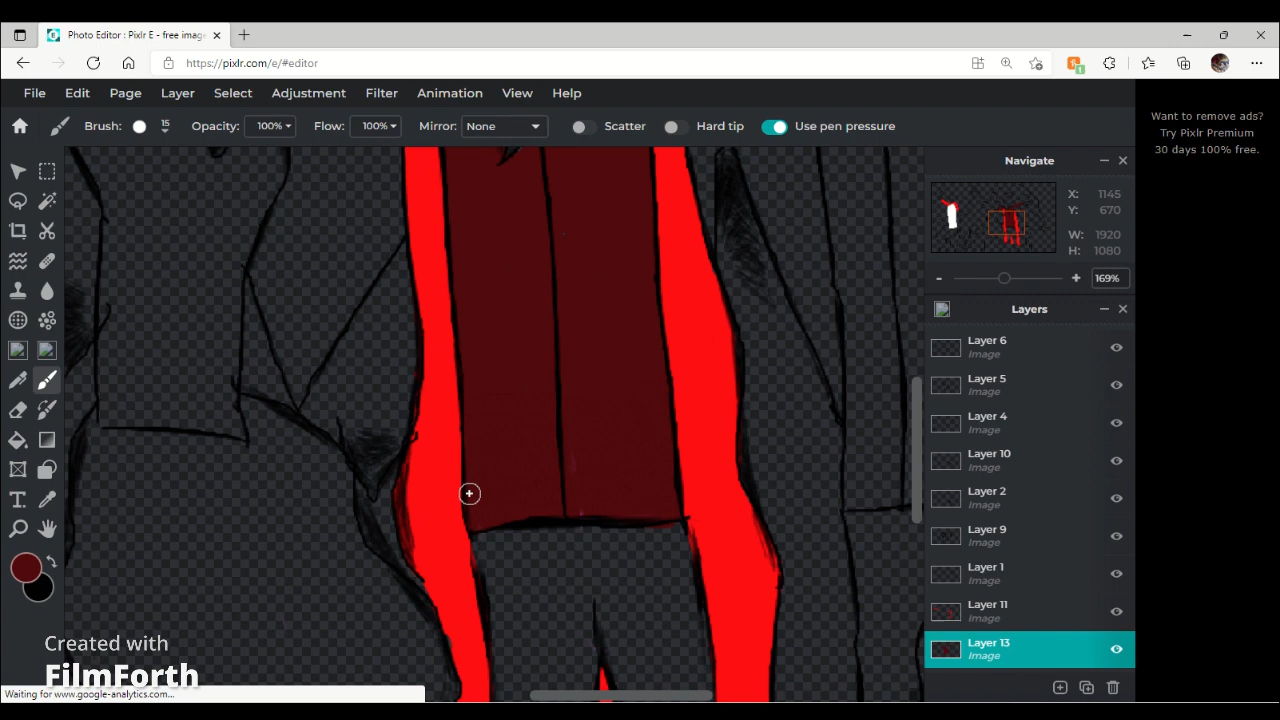 Photo Editor : Pixlr E - free imag
https://pixlr.com/e/#editor
File Edit Page Layer Select Adjustment Filter Animation View Help
Brush: 15 Opacity: 100% Flow: 100% Mirror: None Scatter Hard tip Use pen pressure
Want to remove ads?
Try Pixlr Premium
30 days 100% free.
Navigate
X: 1145
Y: 670
W: 1920
H: 1080
- + 169%
Layers
Layer 6
Image
Layer 5
Image
Layer 4
Image
Layer 10
Image
Layer 2
Image
Layer 9
Image
Layer 1
Image
Layer 11
Image
Layer 13
Image
Created with
FilmForth
Waiting for www.google-analytics.com...